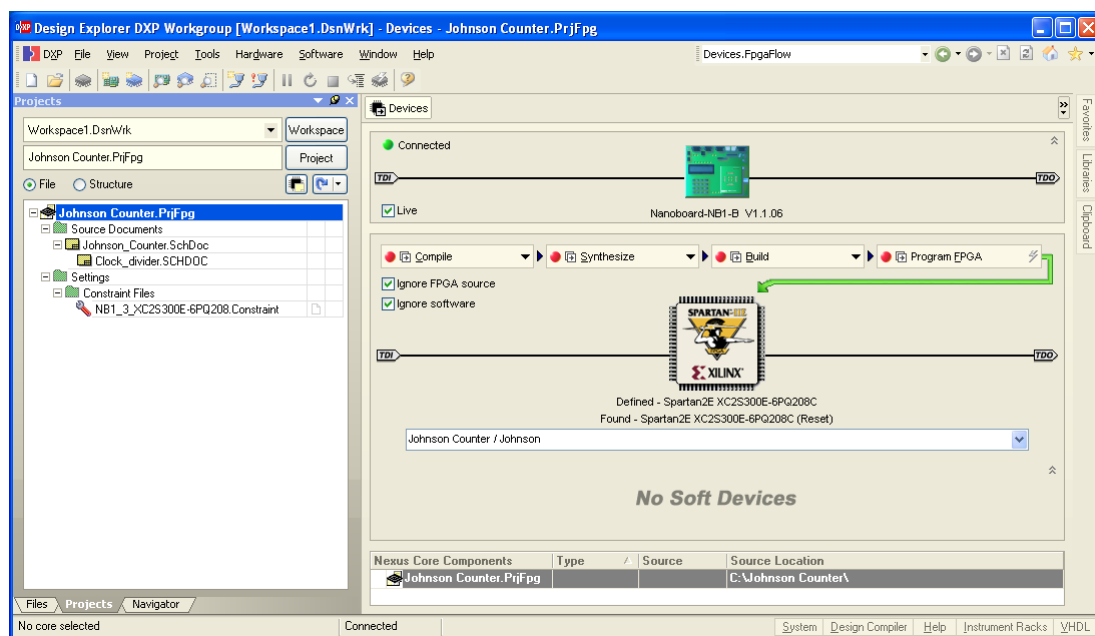 Design Explorer DXP Workgroup [Workspace1.DsnWrk] - Devices - Johnson Counter.PrjFpg
DXP File View Project Tools Hardware Software Window Help
Devices.FpgaFlow
Projects
Devices
Workspace1.DsnWrk
Workspace
Johnson Counter.PrjFpg
Project
File Structure
Johnson Counter.PrjFpg
Source Documents
Johnson_Counter.SchDoc
Clock_divider.SCHDOC
Settings
Constraint Files
NB1_3_XC2S300E-6PQ208.Constraint
Files Projects Navigator
Connected
TDI
TDO
Live
Nanoboard-NB1-B V1.1.06
Compile Synthesize Build Program FPGA
Ignore FPGA source
Ignore software
SPARTAN-IIE
FPGA
XILINX
TDI
TDO
Defined - Spartan2E XC2S300E-6PQ208C
Found - Spartan2E XC2S300E-6PQ208C (Reset)
Johnson Counter / Johnson
No Soft Devices
Nexus Core Components Type Source Source Location
Johnson Counter.PrjFpg C:\Johnson Counter\
Favorites
Libraries
Clipboard
No core selected
Connected
System Design Compiler Help Instrument Racks VHDL